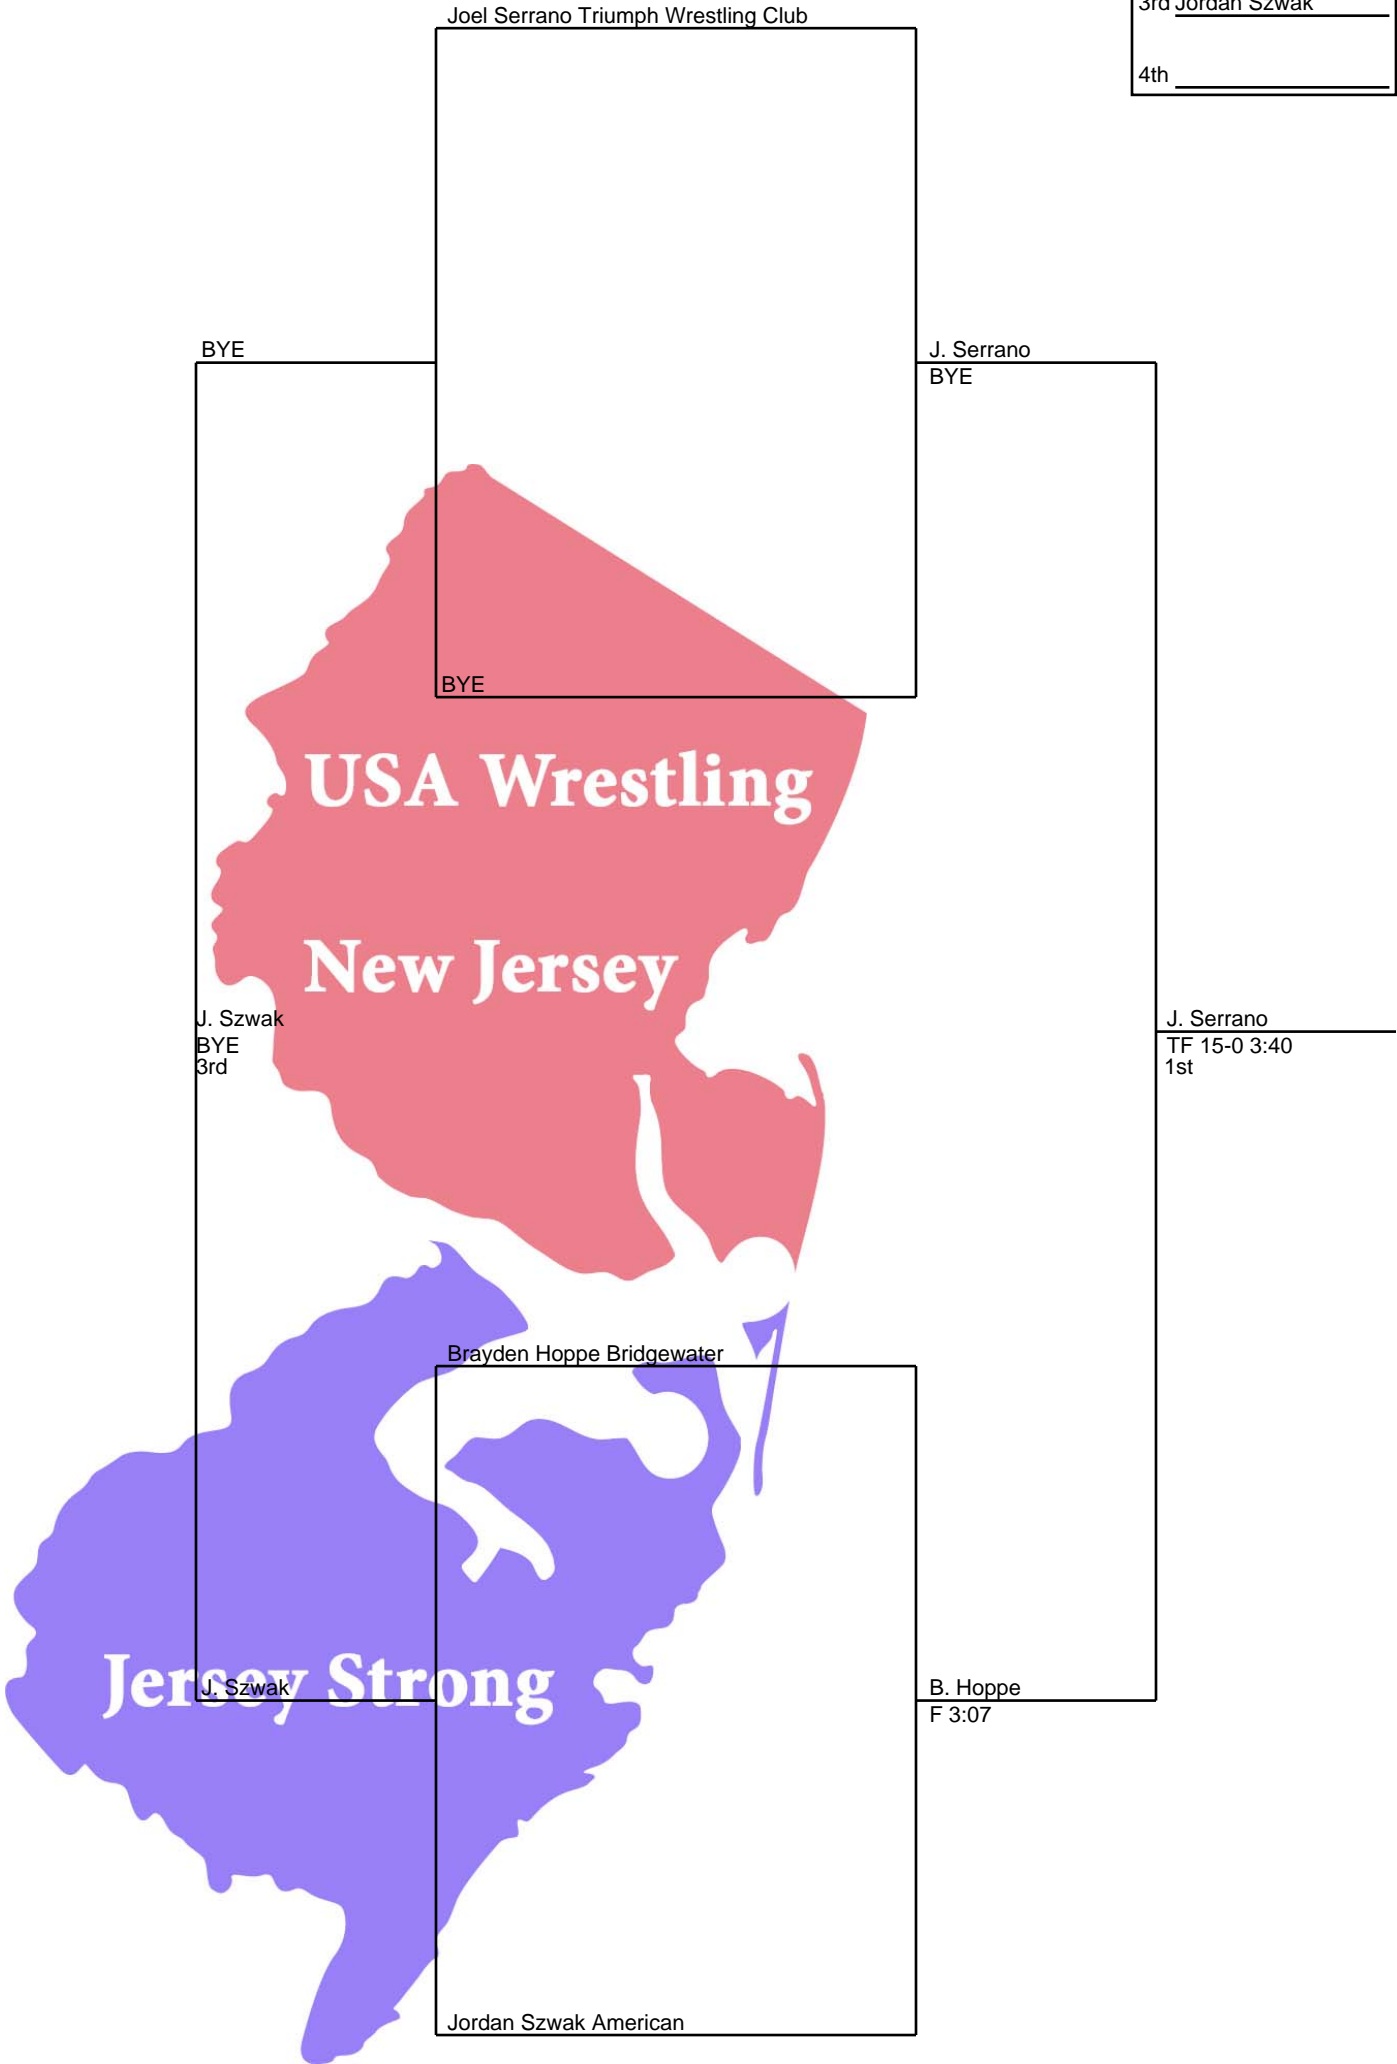 Joel Serrano Triumph Wrestling Club
3rd Jordan Szwak
4th
BYE
J. Serrano
BYE
BYE
USA Wrestling
New Jersey
J. Szwak
BYE
3rd
J. Serrano
TF 15-0 3:40
1st
Brayden Hoppe Bridgewater
Jersey Strong
J. Szwak
B. Hoppe
F 3:07
Jordan Szwak American